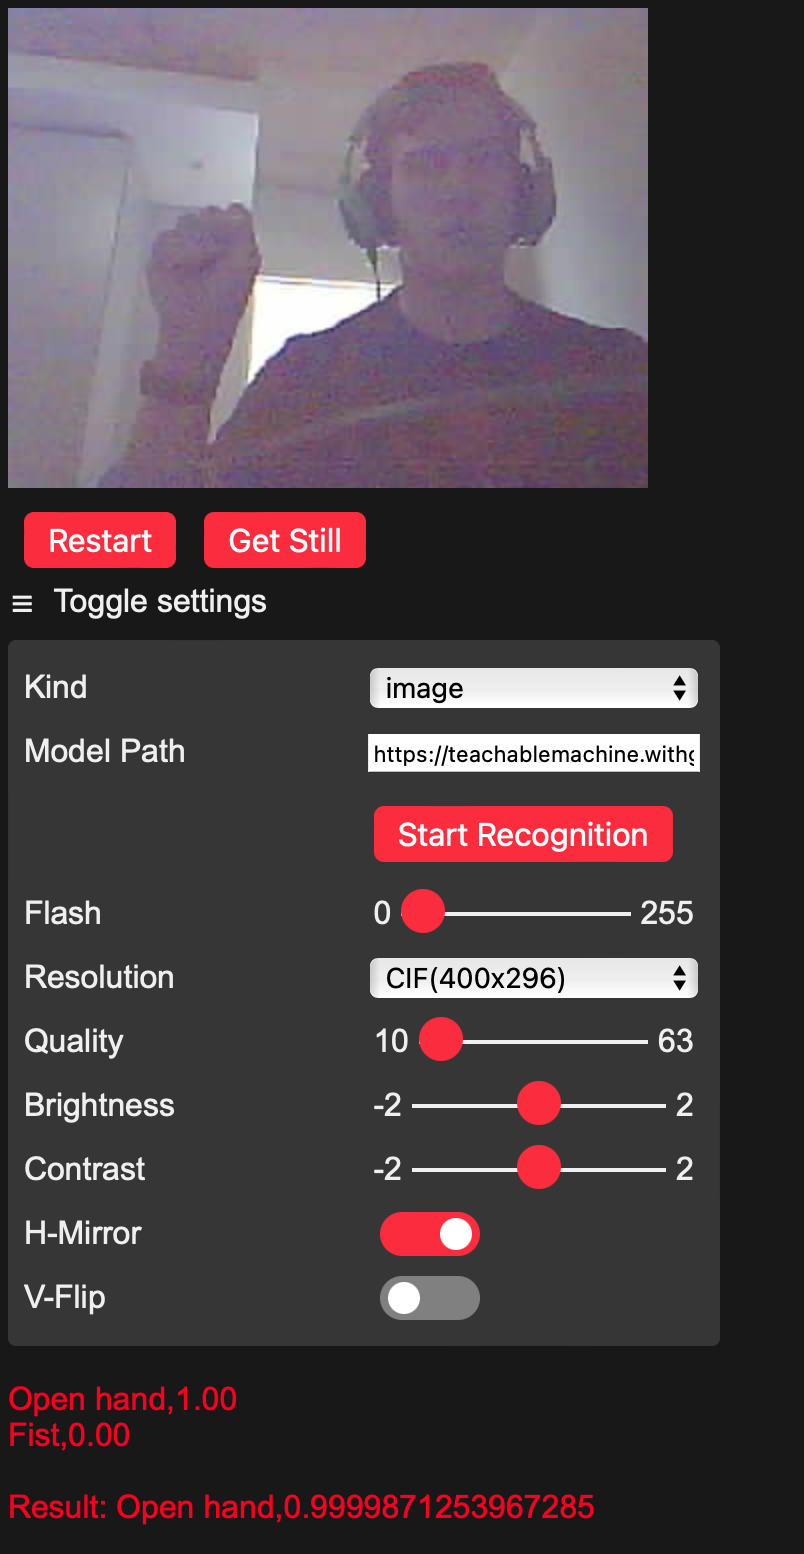 Restart Get Still
≡ Toggle settings
Kind image
Model Path https://teachablemachine.withg
Start Recognition
Flash 0 255
Resolution CIF(400x296)
Quality 10 63
Brightness -2 2
Contrast -2 2
H-Mirror
V-Flip
Open hand,1.00
Fist,0.00
Result: Open hand,0.9999871253967285